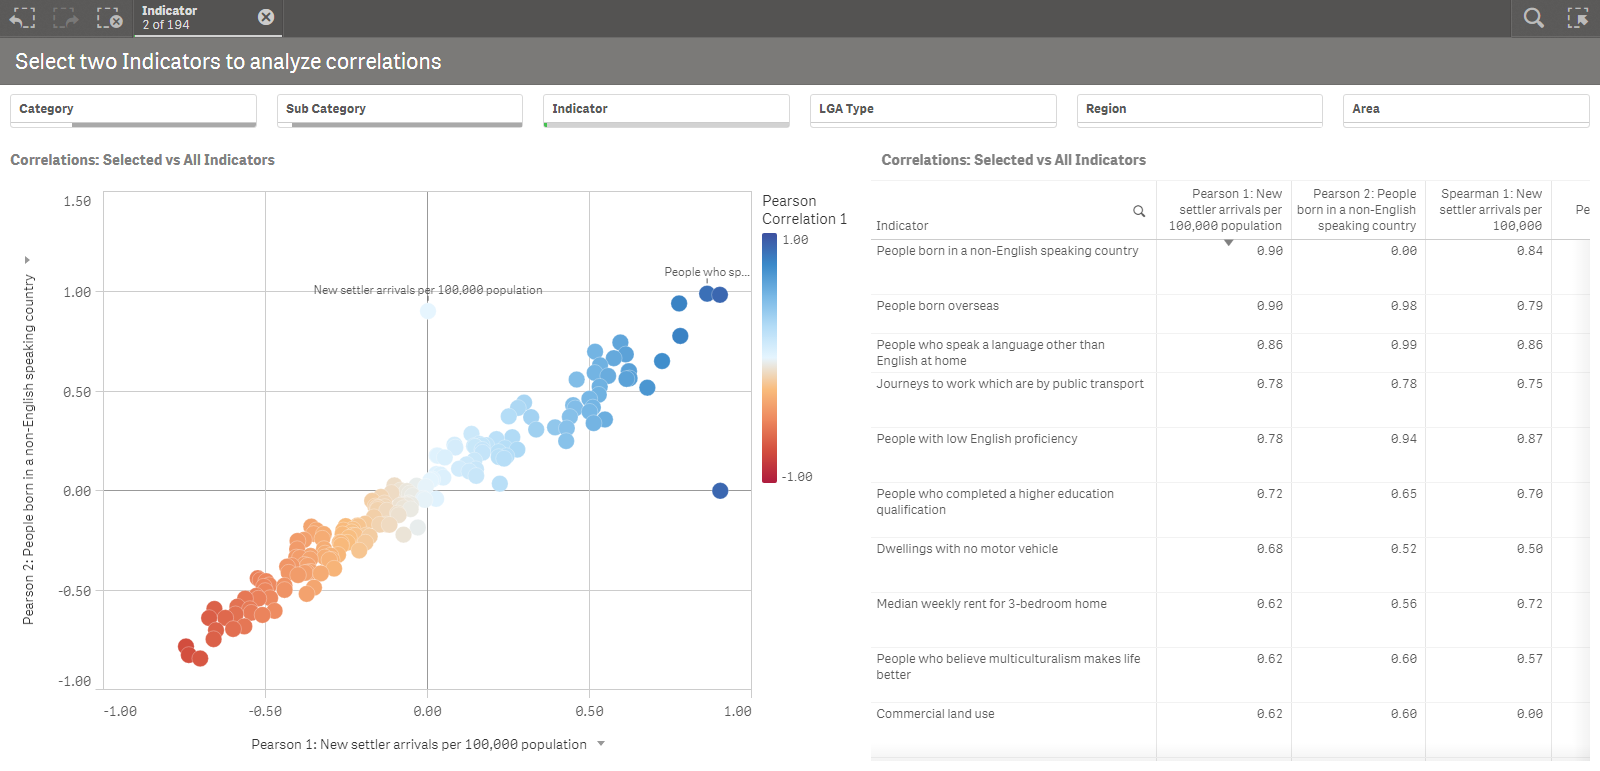 Indicator
2 of 194
Select two Indicators to analyze correlations
Category
Sub Category
Indicator
LGA Type
Region
Area
Correlations: Selected vs All Indicators
Pearson 2: People born in a non-English speaking country
1.50
1.00
0.50
0.00
-0.50
-1.00
New settler arrivals per 100,000 population
People who sp...
-1.00
-0.50
0.00
0.50
1.00
Pearson 1: New settler arrivals per 100,000 population
Pearson
Correlation 1
1.00
-1.00
Correlations: Selected vs All Indicators
Indicator
Pearson 1: New
settler arrivals per
100,000 population
Pearson 2: People
born in a non-English
speaking country
Spearman 1: New
settler arrivals per
100,000
Pe
People born in a non-English speaking country 0.90 0.00 0.84
People born overseas 0.90 0.98 0.79
People who speak a language other than 0.86 0.99 0.86
English at home
Journeys to work which are by public transport 0.78 0.78 0.75
People with low English proficiency 0.78 0.94 0.87
People who completed a higher education 0.72 0.65 0.70
qualification
Dwellings with no motor vehicle 0.68 0.52 0.50
Median weekly rent for 3-bedroom home 0.62 0.56 0.72
People who believe multiculturalism makes life 0.62 0.60 0.57
better
Commercial land use 0.62 0.60 0.00